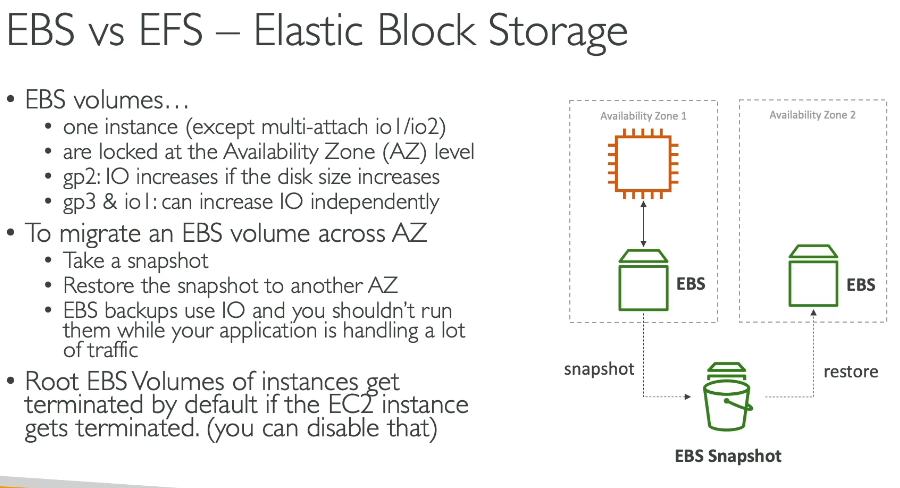 EBS vs EFS – Elastic Block Storage
• EBS volumes…
• one instance (except multi-attach io1/io2)
• are locked at the Availability Zone (AZ) level
• gp2: IO increases if the disk size increases
• gp3 & io1: can increase IO independently
• To migrate an EBS volume across AZ
• Take a snapshot
• Restore the snapshot to another AZ
• EBS backups use IO and you shouldn’t run
them while your application is handling a lot
of traffic
• Root EBS Volumes of instances get
terminated by default if the EC2 instance
gets terminated. (you can disable that)
Availability Zone 1
Availability Zone 2
EBS
EBS
snapshot
restore
EBS Snapshot